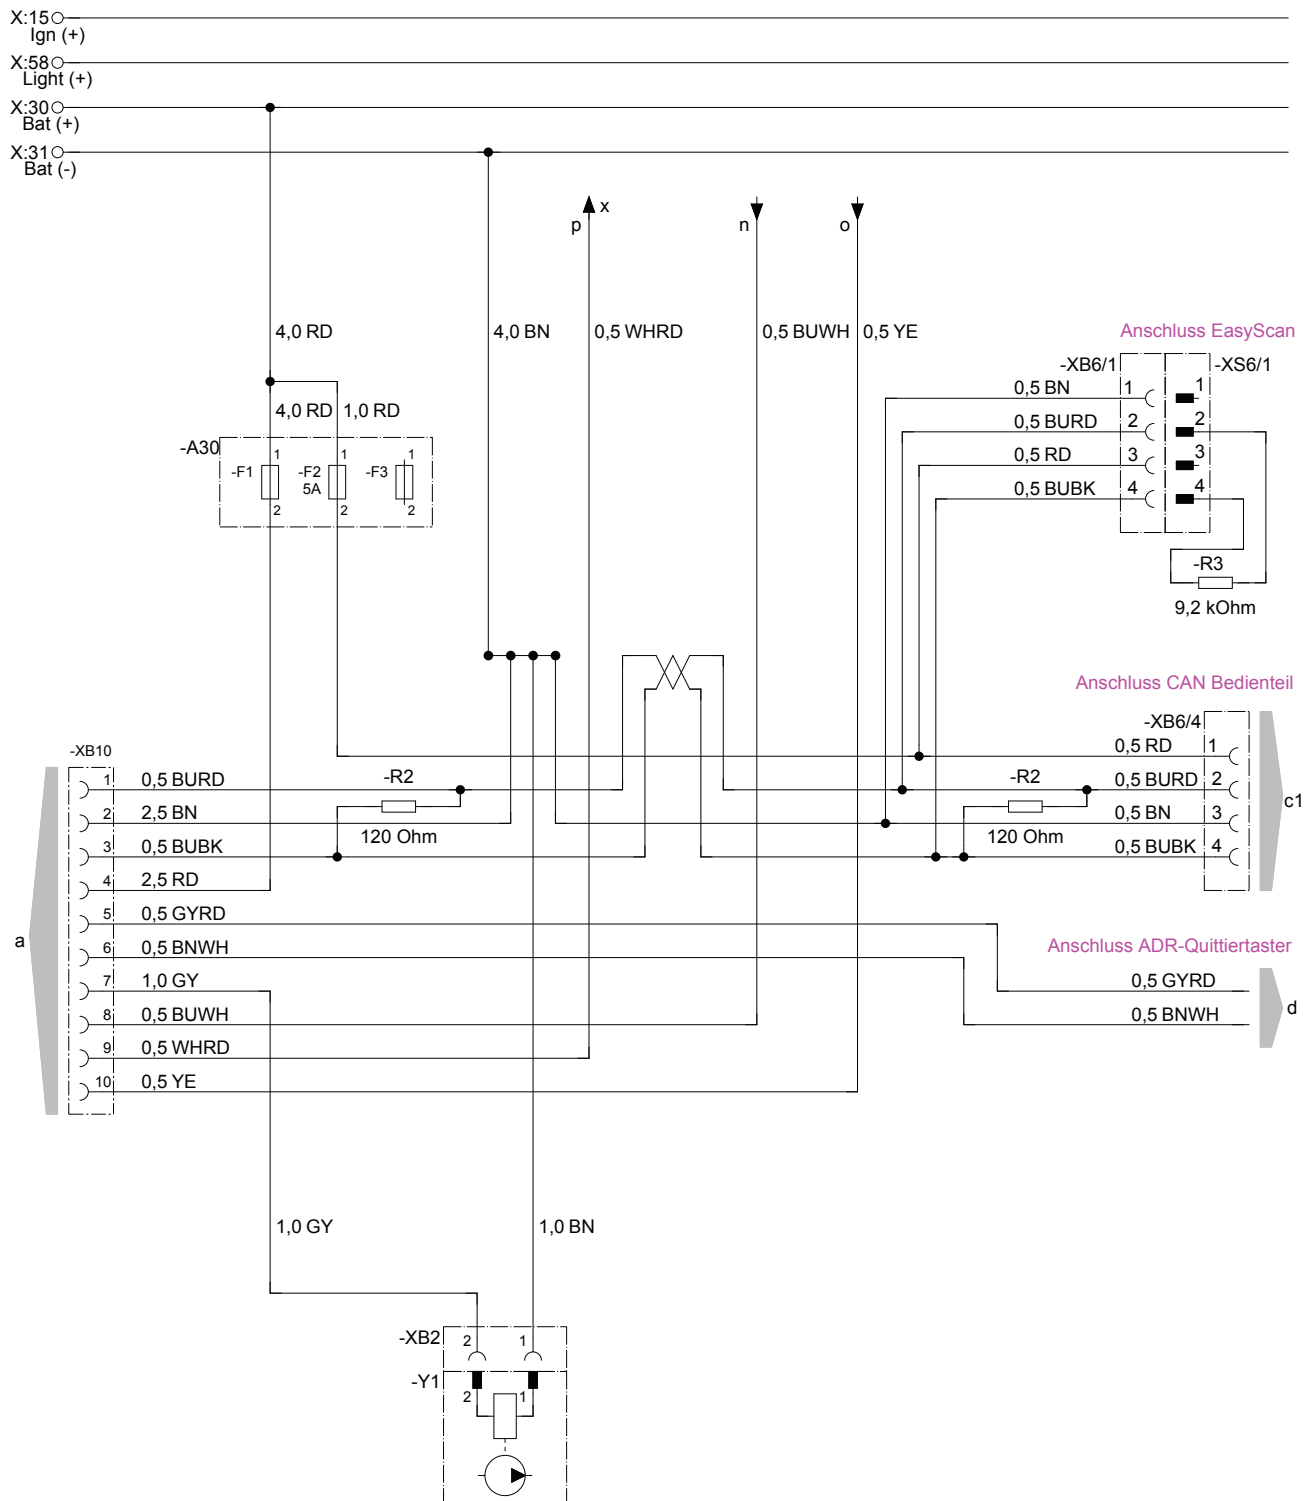 X:15
Ign (+)
X:58
Light (+)
X:30
Bat (+)
X:31
Bat (-)
p x n o
4,0 RD 4,0 BN 0,5 WHRD 0,5 BUWH 0,5 YE
Anschluss EasyScan
-XB6/1 -XS6/1
0,5 BN 1 1
0,5 BURD 2 2
0,5 RD 3 3
0,5 BUBK 4 4
-R3
9,2 kOhm
4,0 RD 1,0 RD
-A30
1 1 1
-F1 -F2 -F3
5A
2 2 2
Anschluss CAN Bedienteil
-XB6/4
0,5 RD 1
-R2 0,5 BURD 2
0,5 BN 3
120 Ohm
0,5 BUBK 4
c1
-XB10
1 0,5 BURD -R2
2 2,5 BN
120 Ohm
3 0,5 BUBK
4 2,5 RD
5 0,5 GYRD
6 0,5 BNWH
7 1,0 GY
8 0,5 BUWH
9 0,5 WHRD
10 0,5 YE
a
Anschluss ADR-Quittiertaster
0,5 GYRD
0,5 BNWH
d
1,0 GY 1,0 BN
-XB2 2 1
-Y1
2 1